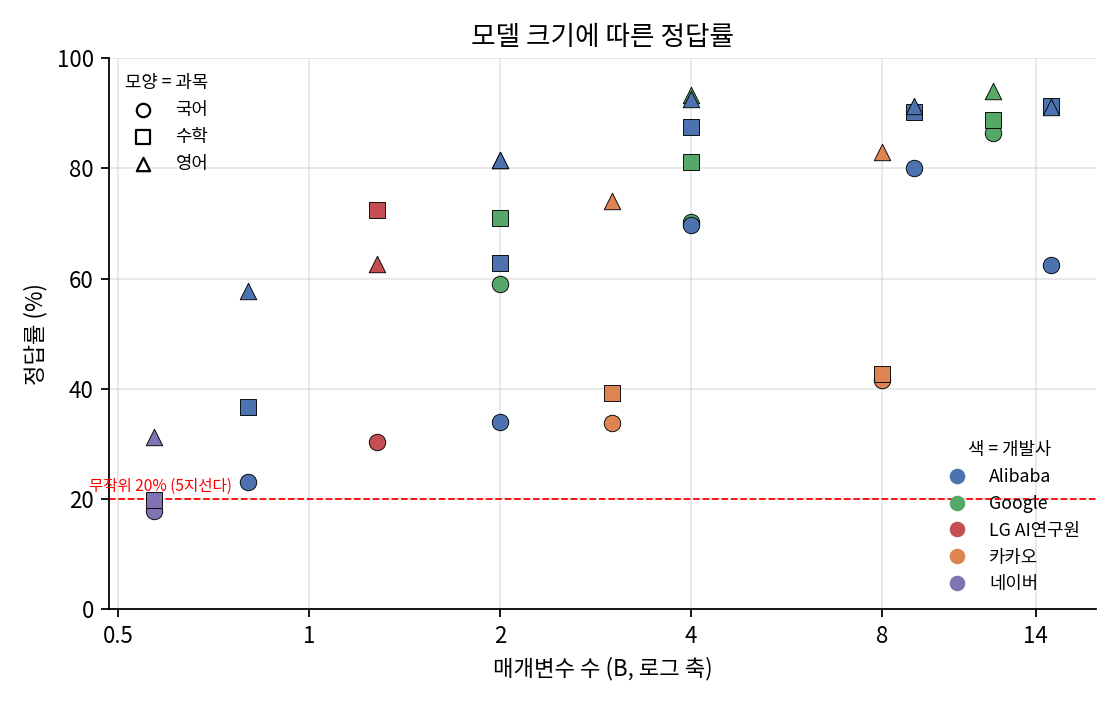 모델 크기에 따른 정답률
100
80
60
40
20
0
정답률 (%)
모양 = 과목
국어
수학
영어
무작위 20% (5지선다)
색 = 개발사
Alibaba
Google
LG AI연구원
카카오
네이버
0.5 1 2 4 8 14
매개변수 수 (B, 로그 축)